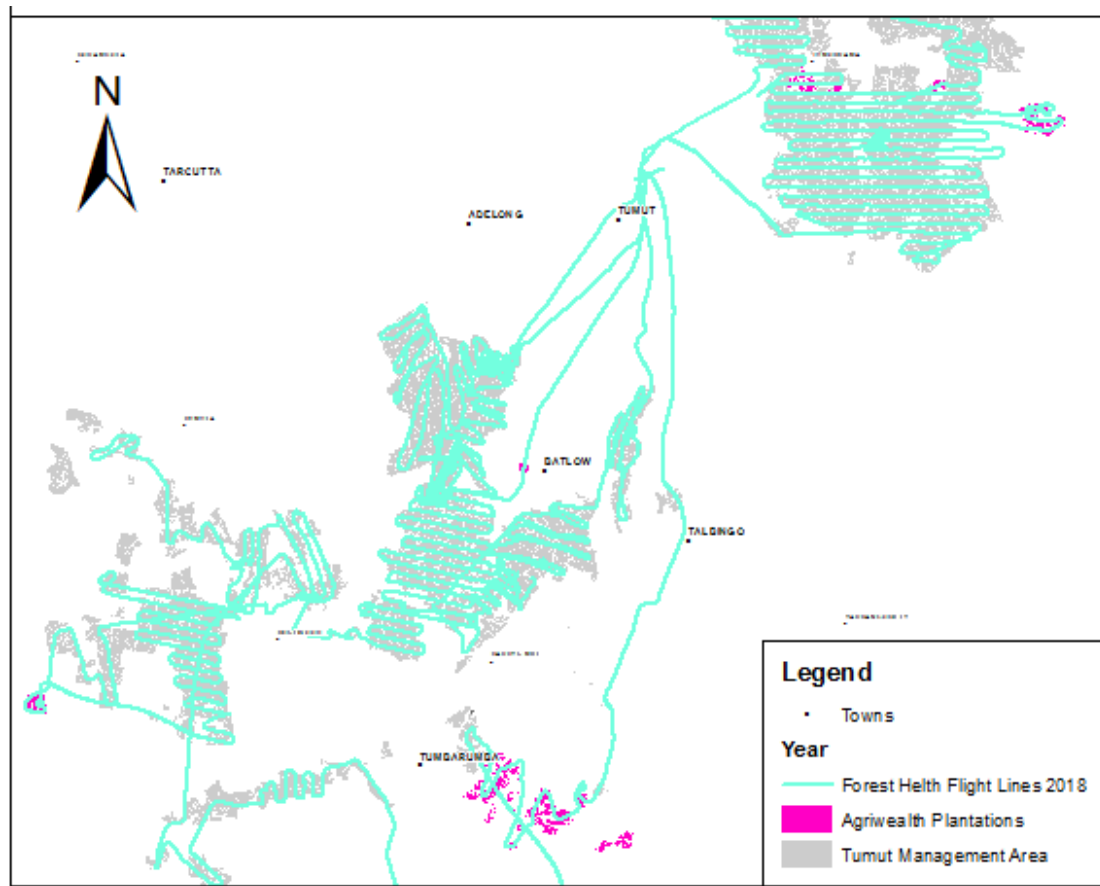 N
TARCUTTA
ADELONG
TUMUT
BATLOW
TALBINGO
TUMBARUMBA
Legend
Towns
Year
Forest Helth Flight Lines 2018
Agriwealth Plantations
Tumut Management Area